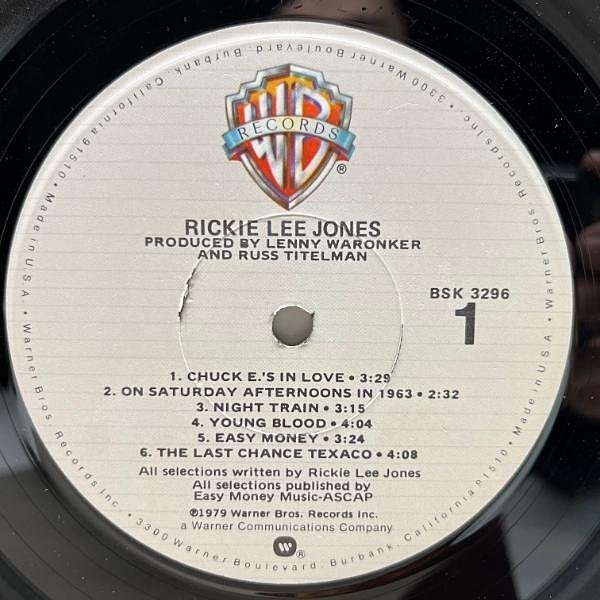 3300 Warner Boulevard, Burbank, California 91510 • Made in U.S.A. • Warner Bros. Records Inc. • 3300 Warner Boulevard, Burbank, California 91510 • Made in U.S.A. • Warner Bros. Records Inc. •
WB
RECORDS
®
RICKIE LEE JONES
PRODUCED BY LENNY WARONKER
AND RUSS TITELMAN
BSK 3296
1
1. CHUCK E.'S IN LOVE • 3:29
2. ON SATURDAY AFTERNOONS IN 1963 • 2:32
3. NIGHT TRAIN • 3:15
4. YOUNG BLOOD • 4:04
5. EASY MONEY • 3:24
6. THE LAST CHANCE TEXACO • 4:08
All selections written by Rickie Lee Jones
All selections published by
Easy Money Music-ASCAP
℗1979 Warner Bros. Records Inc.
a Warner Communications Company
W ®